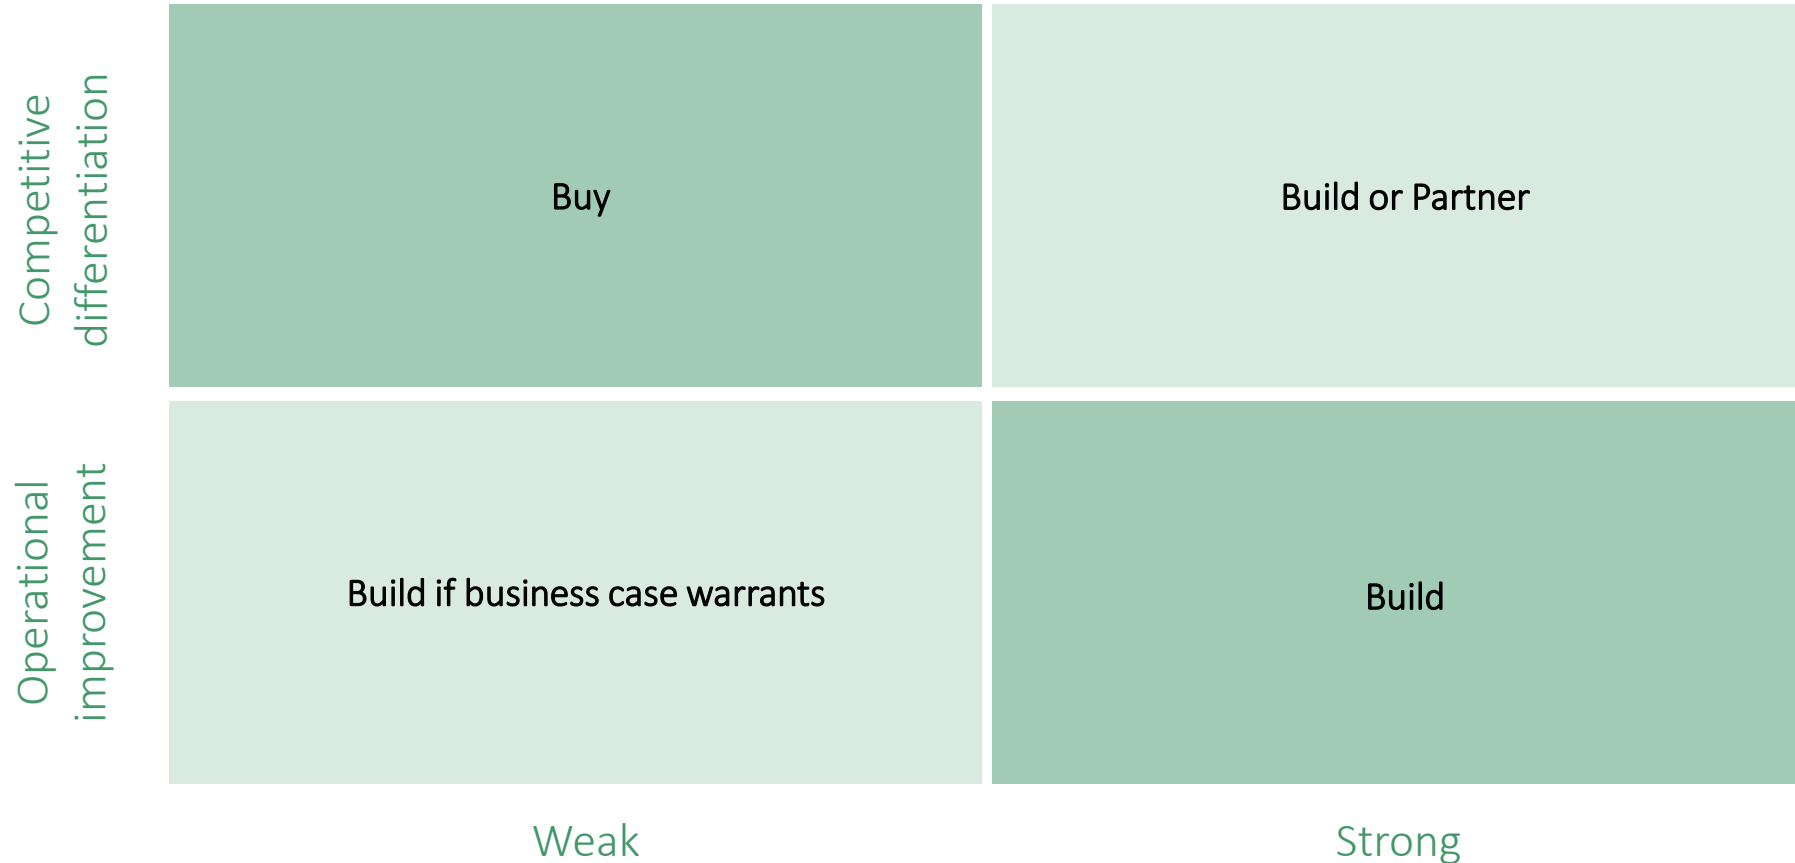 Competitive
differentiation
Buy
Build or Partner
Operational
improvement
Build if business case warrants
Build
Weak
Strong